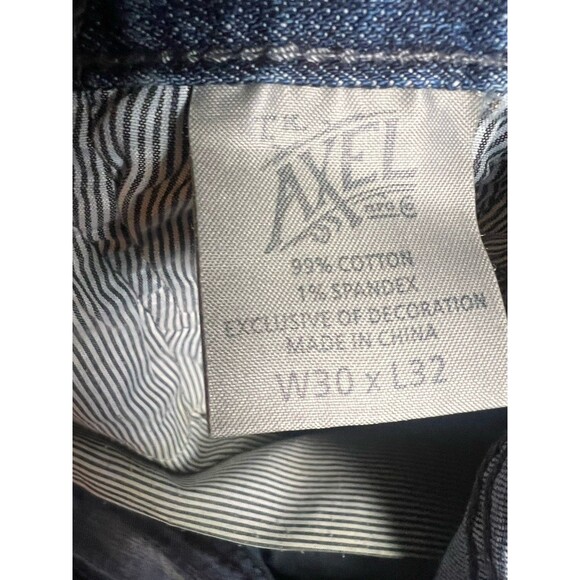 AXEL
99% COTTON
1% SPANDEX
EXCLUSIVE OF DECORATION
MADE IN CHINA
W30 x L32